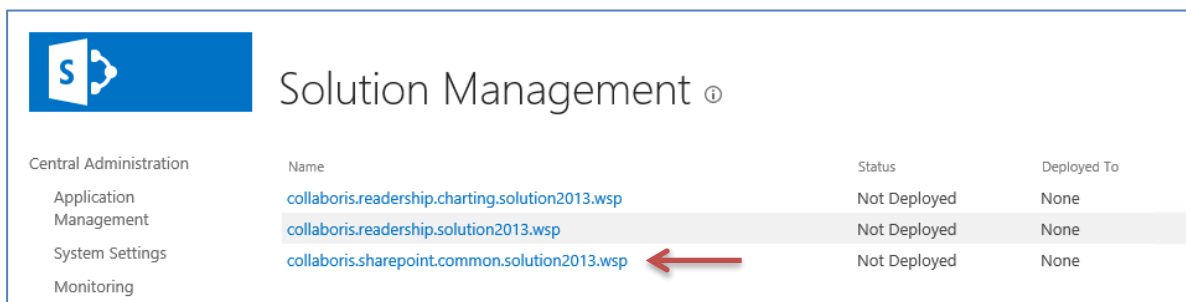 S
Solution Management
Central Administration
Application
Management
System Settings
Monitoring
Name Status Deployed To
collaboris.readership.charting.solution2013.wsp Not Deployed None
collaboris.readership.solution2013.wsp Not Deployed None
collaboris.sharepoint.common.solution2013.wsp Not Deployed None